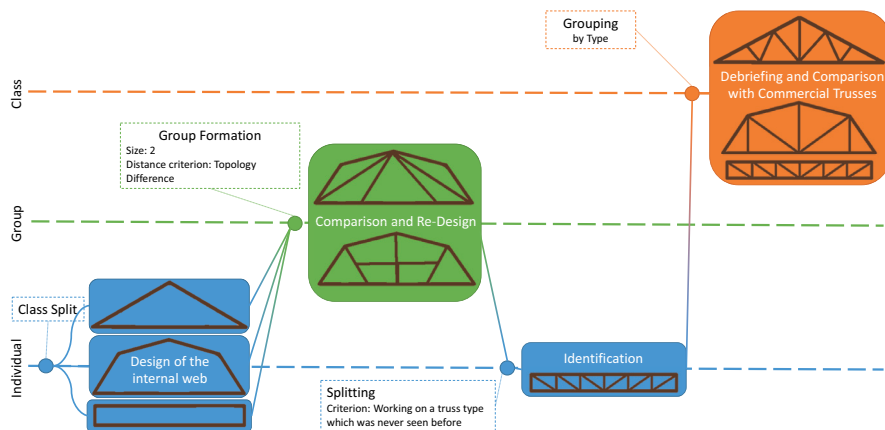 Grouping
by Type
Debriefing and Comparison
with Commercial Trusses
Class
Group Formation
Size: 2
Distance criterion: Topology
Difference
Comparison and Re-Design
Group
Class Split
Design of the
internal web
Individual
Identification
Splitting
Criterion: Working on a truss type
which was never seen before